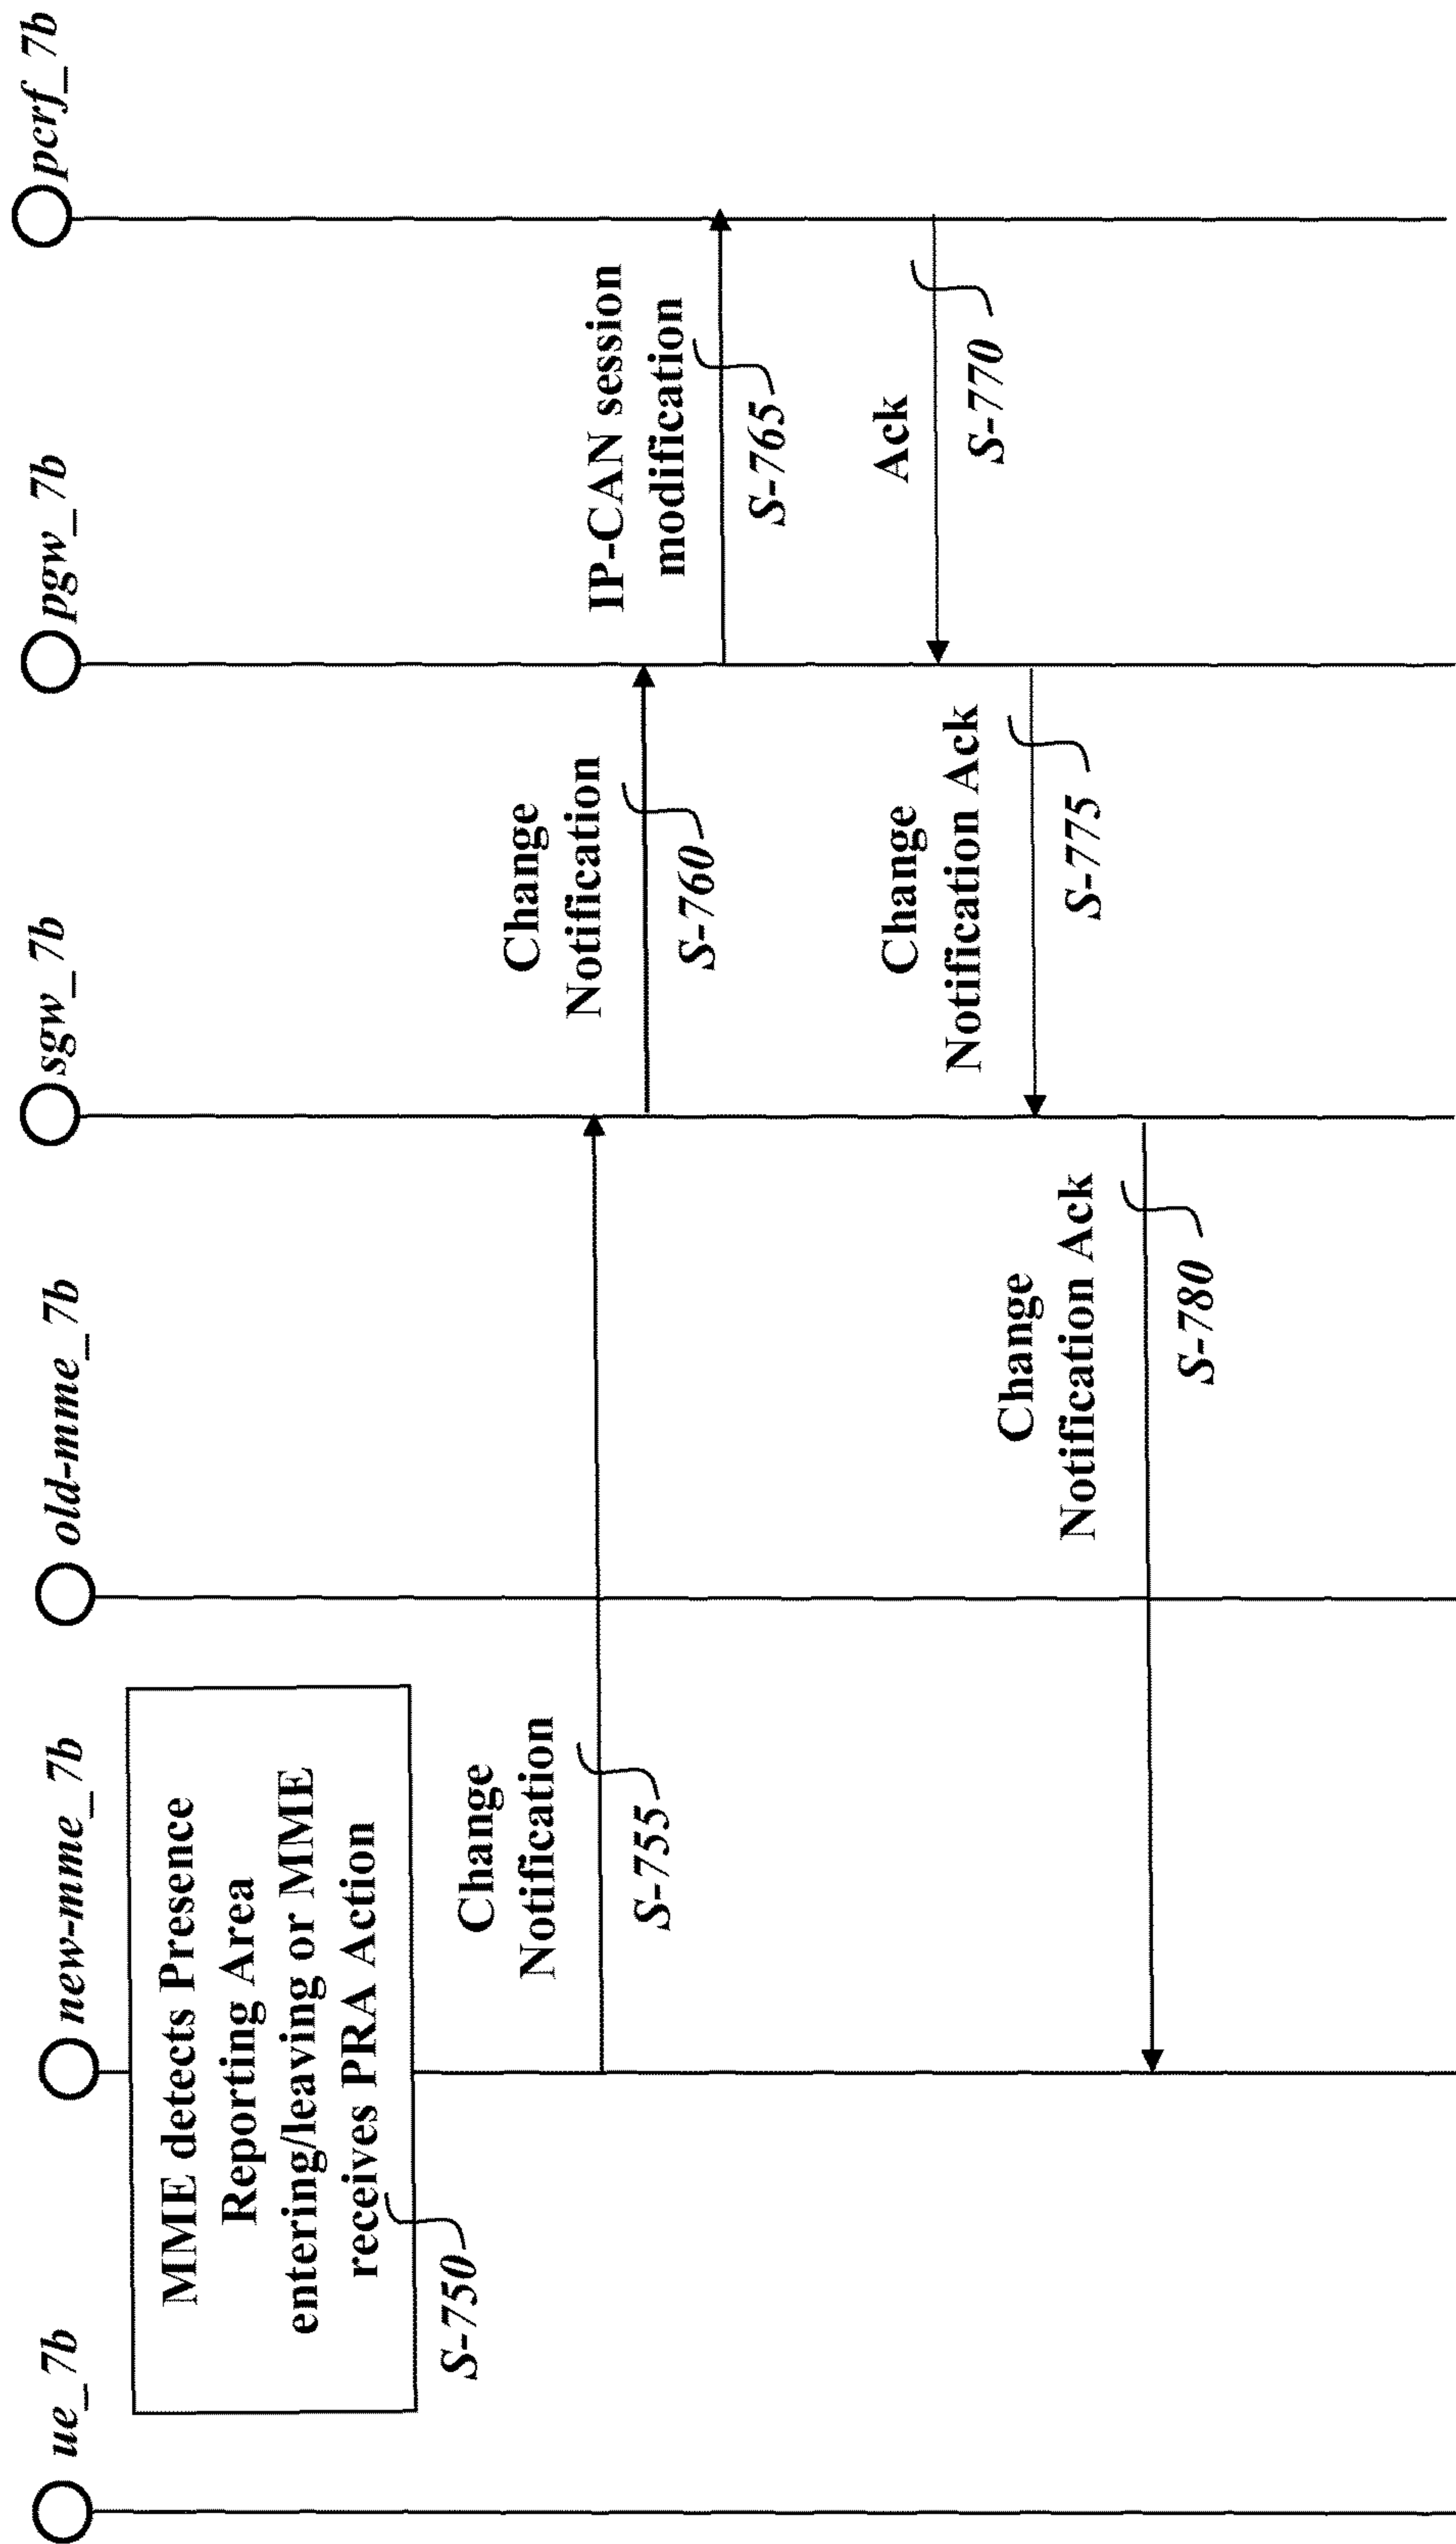 ue_7b
new-mme_7b
old-mme_7b
sgw_7b
pgw_7b
pcrf_7b
MME detects Presence
Reporting Area
entering/leaving or MME
receives PRA Action
S-750
Change
Notification
S-755
Change
Notification
S-760
IP-CAN session
modification
S-765
Ack
S-770
Change
Notification Ack
S-775
Change
Notification Ack
S-780